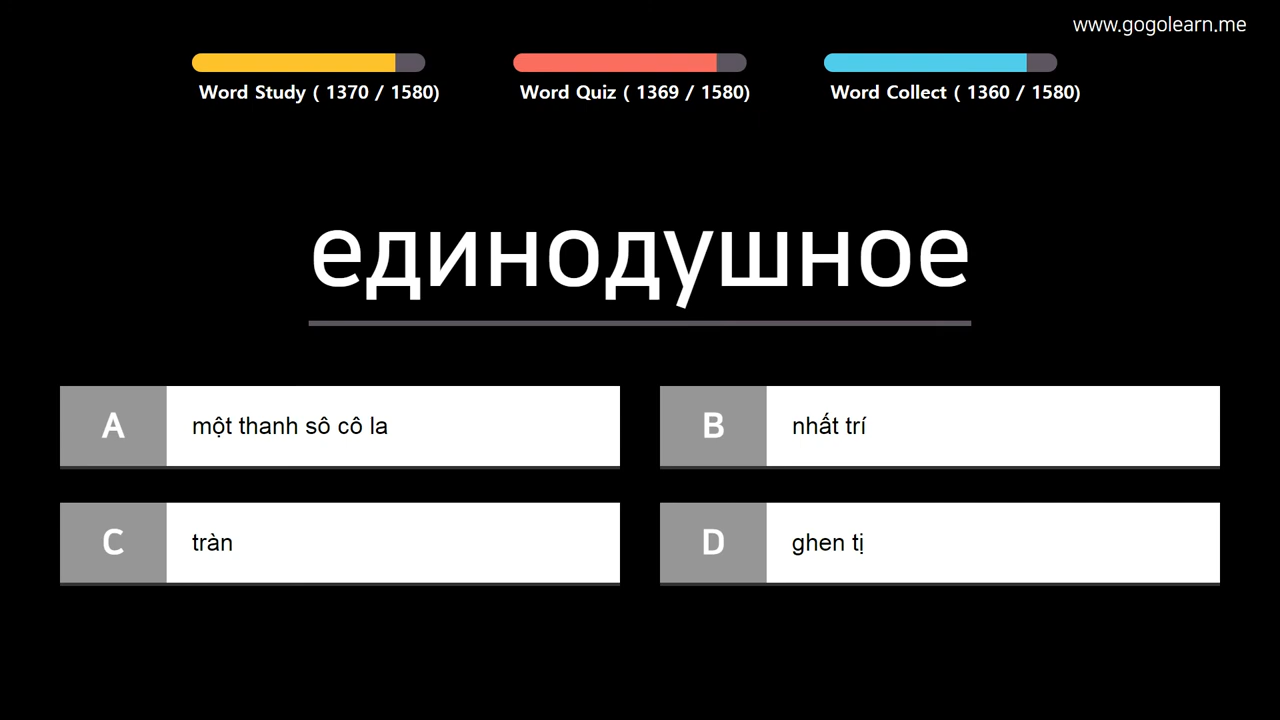 www.gogolearn.me
Word Study ( 1370 / 1580)
Word Quiz ( 1369 / 1580)
Word Collect ( 1360 / 1580)
единодушное
A một thanh sô cô la
B nhất trí
C tràn
D ghen tị